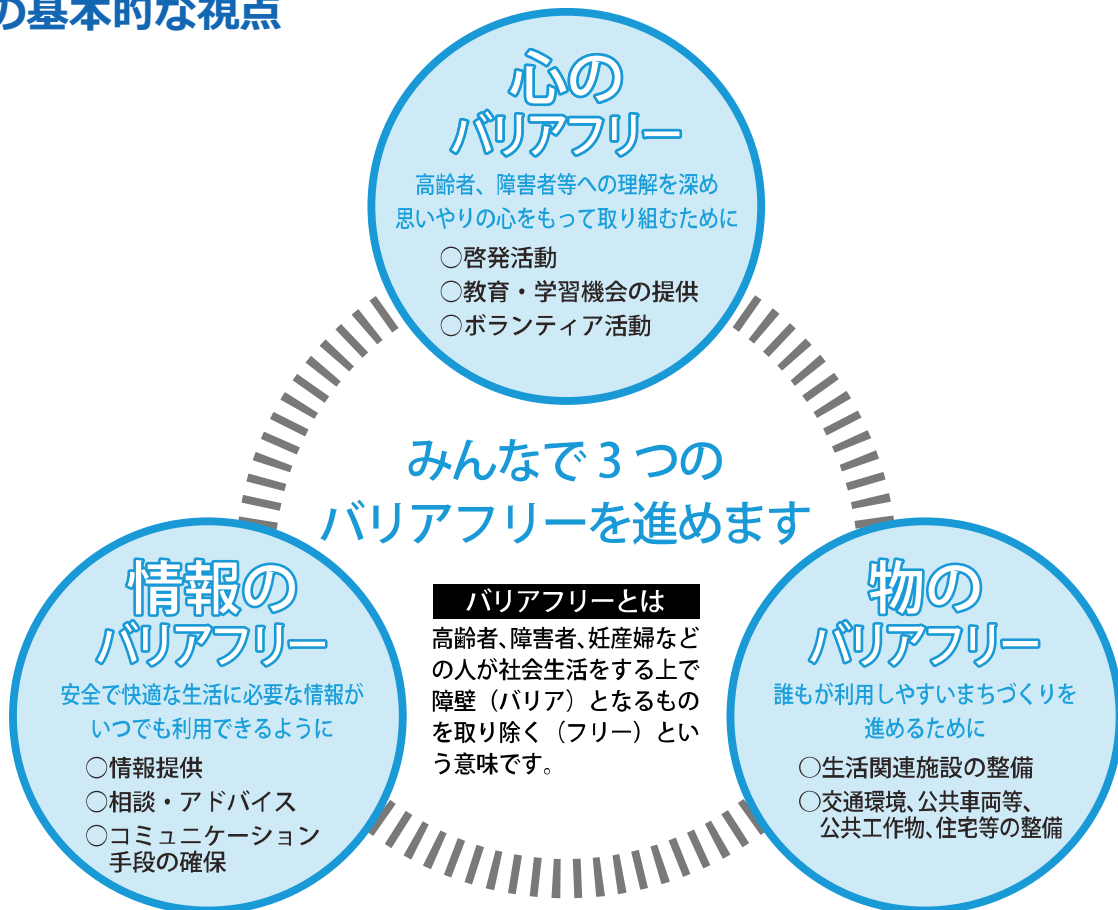 の基本的な視点
心の
バリアフリー
高齢者、障害者等への理解を深め
思いやりの心をもって取り組むために
○啓発活動
○教育・学習機会の提供
○ボランティア活動
みんなで３つの
バリアフリーを進めます
情報の
バリアフリー
安全で快適な生活に必要な情報が
いつでも利用できるように
○情報提供
○相談・アドバイス
○コミュニケーション
手段の確保
バリアフリーとは
高齢者、障害者、妊産婦など
の人が社会生活をする上で
障壁（バリア）となるもの
を取り除く（フリー）とい
う意味です。
物の
バリアフリー
誰もが利用しやすいまちづくりを
進めるために
○生活関連施設の整備
○交通環境、公共車両等、
公共工作物、住宅等の整備